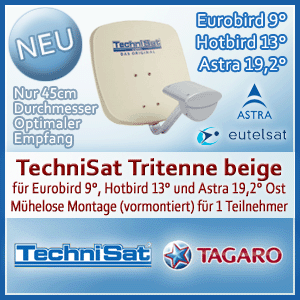 NEU
Eurobird 9°
Hotbird 13°
Astra 19,2°
TechniSat
DAS ORIGINAL
Nur 45cm
Durchmesser
Optimaler
Empfang
ASTRA
eutelsat
TechniSat Tritenne beige
für Eurobird 9°, Hotbird 13° und Astra 19,2° Ost
Mühelose Montage (vormontiert) für 1 Teilnehmer
TechniSat
TAGARO